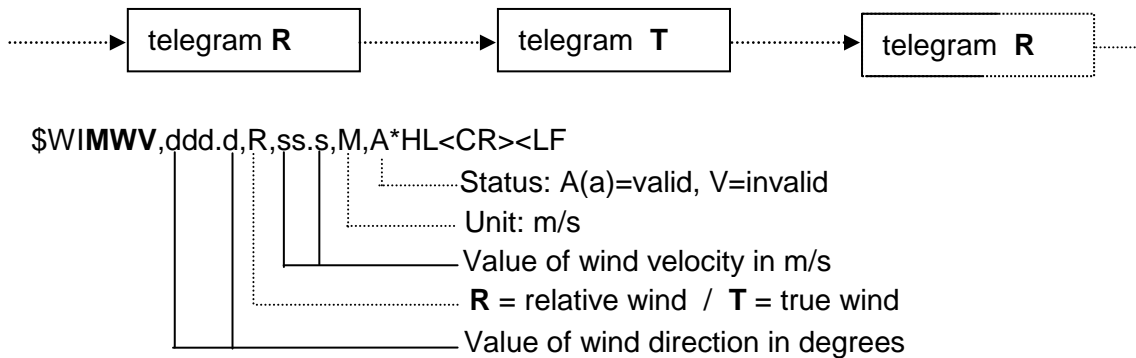 telegram R telegram T telegram R
$WIMWV,ddd.d,R,ss.s,M,A*HL<CR><LF
Status: A(a)=valid, V=invalid
Unit: m/s
Value of wind velocity in m/s
R = relative wind / T = true wind
Value of wind direction in degrees